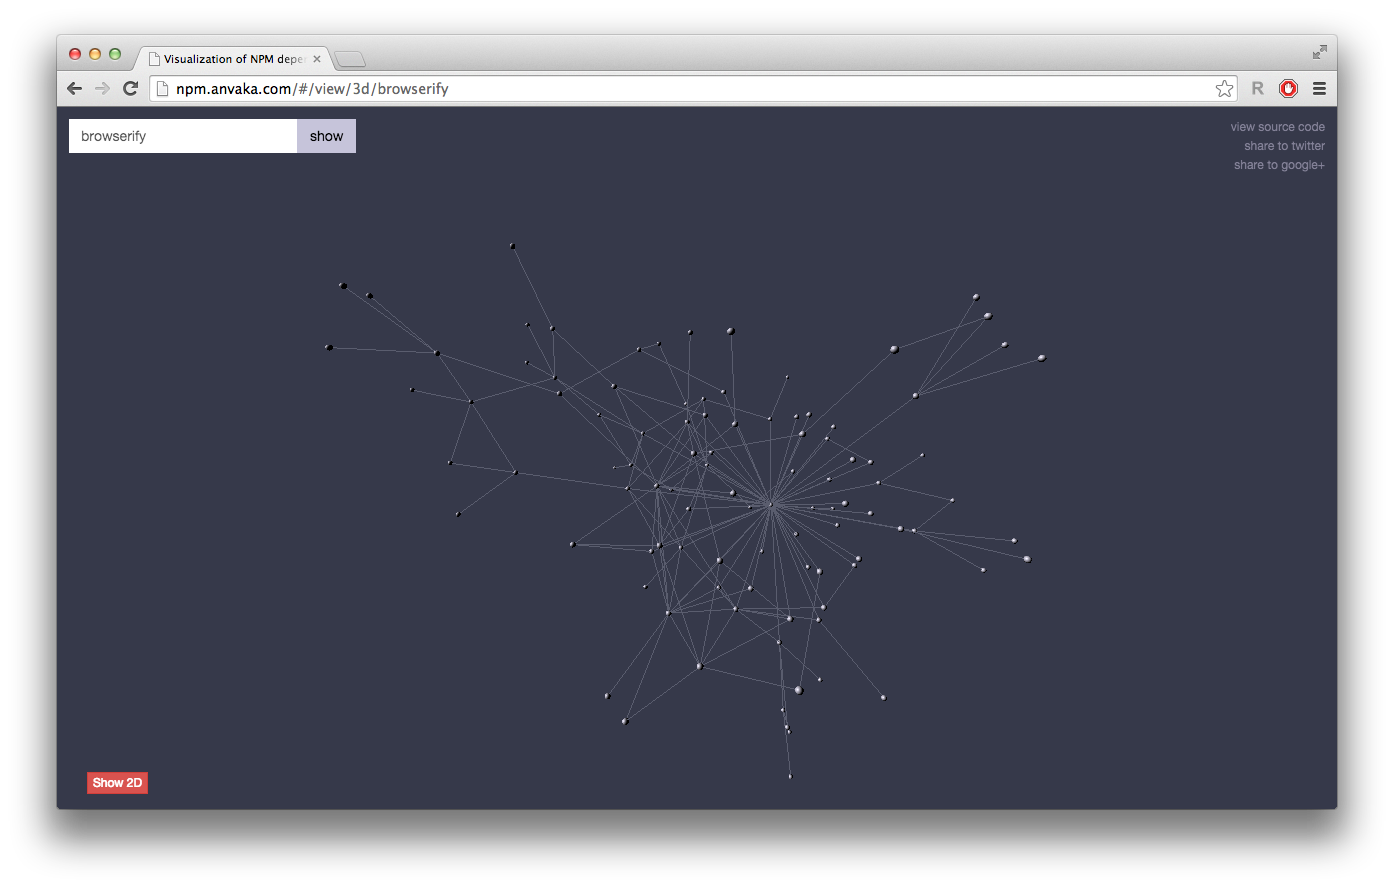 Visualization of NPM depe
npm.anvaka.com/#/view/3d/browserify
R
browserify
show
view source code
share to twitter
share to google+
Show 2D